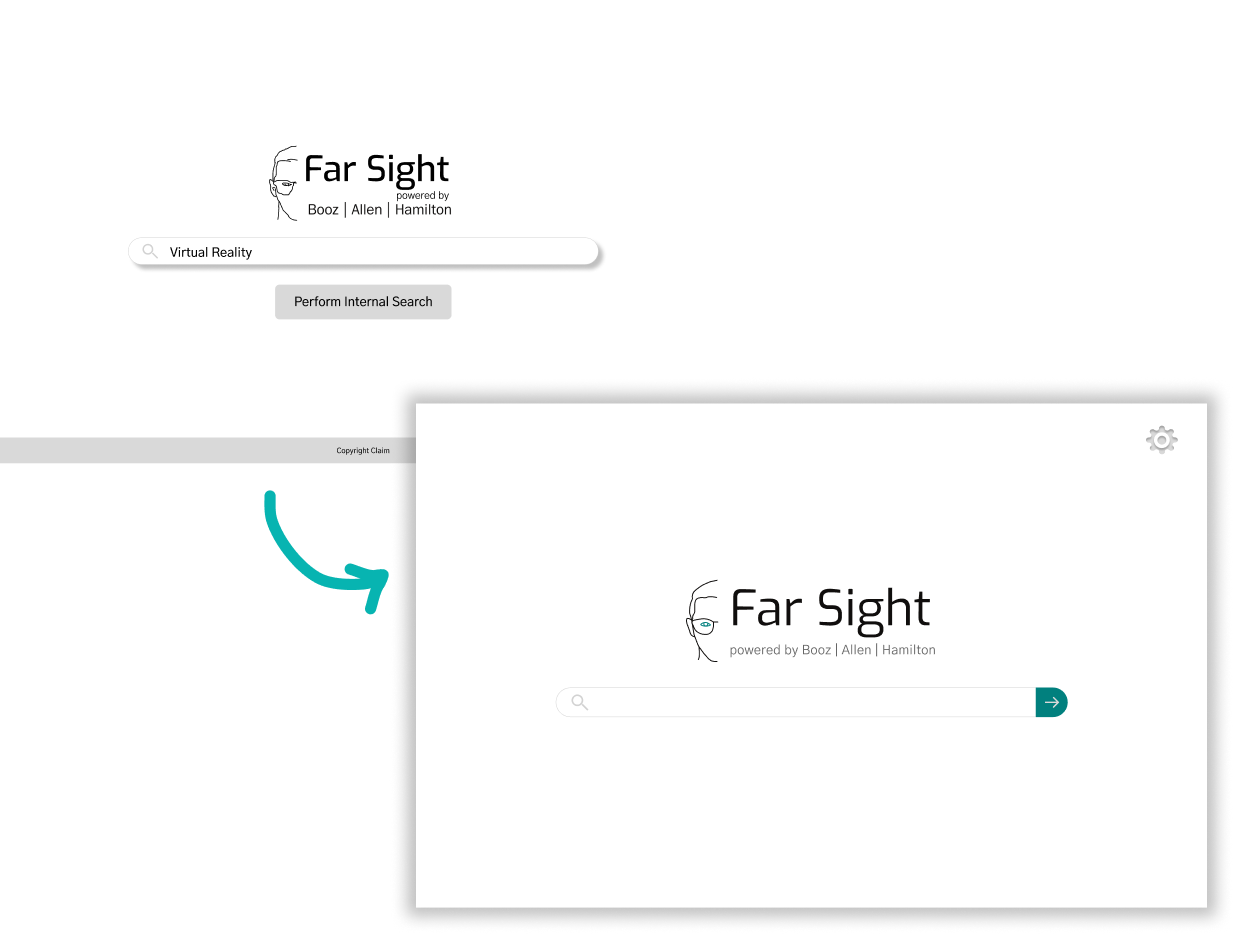 Far Sight
powered by
Booz | Allen | Hamilton
Virtual Reality
Perform Internal Search
Copyright Claim
Far Sight
powered by Booz | Allen | Hamilton